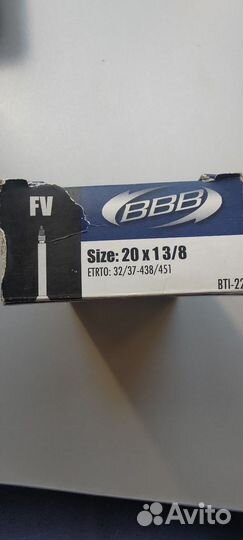 FV
BBB
Size: 20 x 1 3/8
ETRTO: 32/37-438/451
BTI-22
Avito